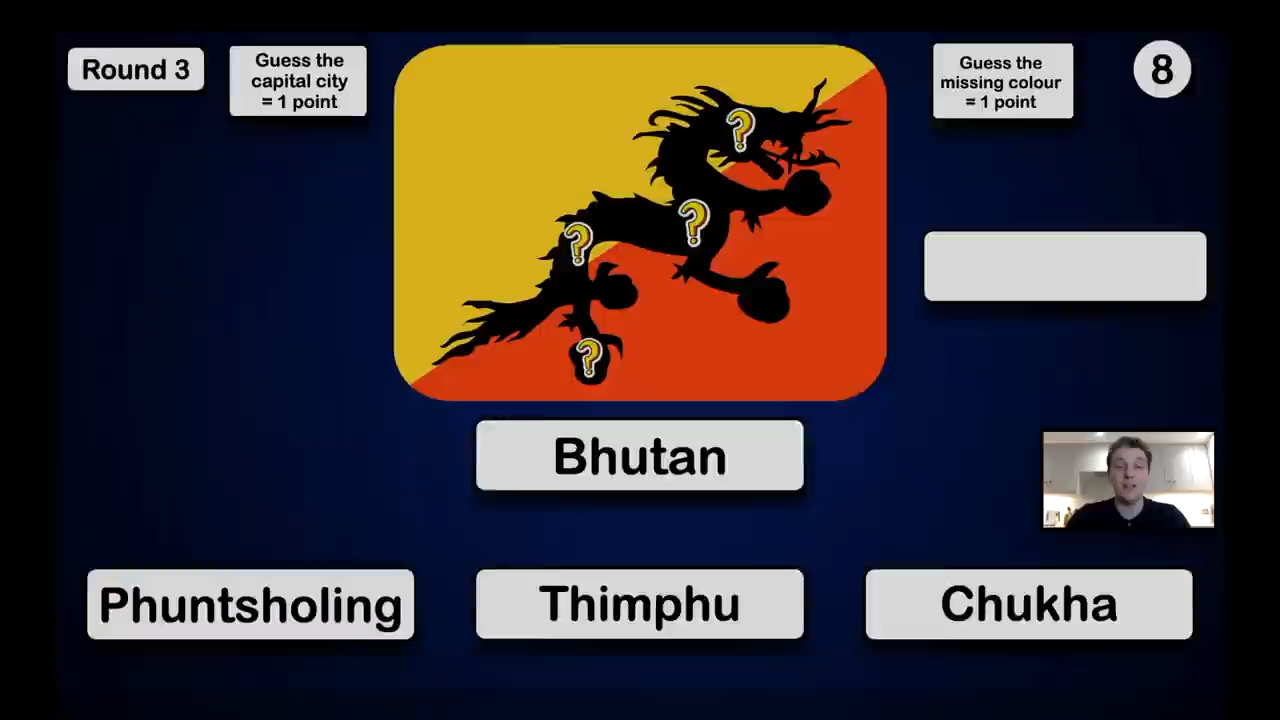 Round 3
Guess the
capital city
= 1 point
Guess the
missing colour
= 1 point
8
?
?
?
?
Bhutan
Phuntsholing
Thimphu
Chukha